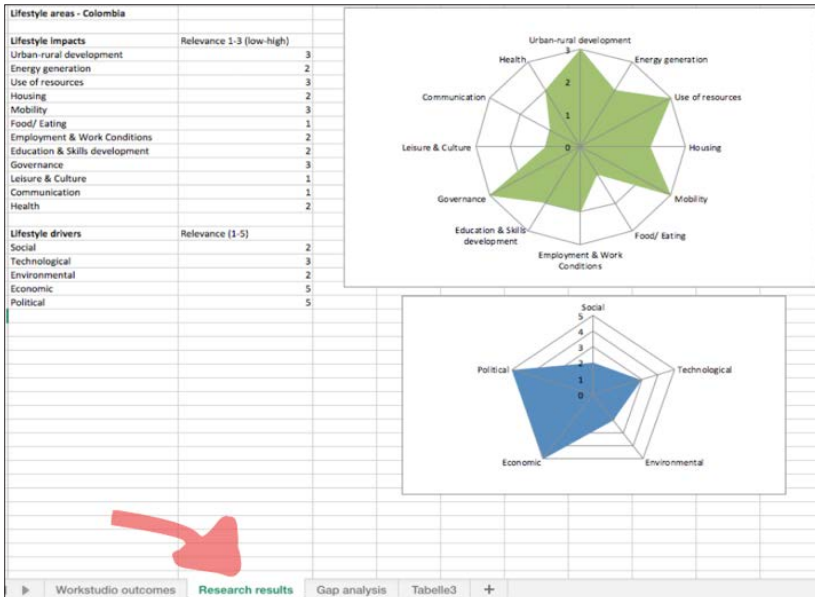 Lifestyle areas - Colombia
Lifestyle impacts Relevance 1-3 (low-high)
Urban-rural development 3
Energy generation 2
Use of resources 3
Housing 2
Mobility 3
Food/ Eating 1
Employment & Work Conditions 2
Education & Skills development 2
Governance 3
Leisure & Culture 1
Communication 1
Health 2
Lifestyle drivers Relevance (1-5)
Social 2
Technological 3
Environmental 2
Economic 5
Political 5
Urban-rural development
Energy generation
Use of resources
Housing
Mobility
Food/ Eating
Employment & Work
Conditions
Education & Skills
development
Governance
Leisure & Culture
Communication
Health
3
2
1
0
Social
Technological
Environmental
Economic
Political
5
4
3
2
1
0
Workstudio outcomes Research results Gap analysis Tabelle3 +